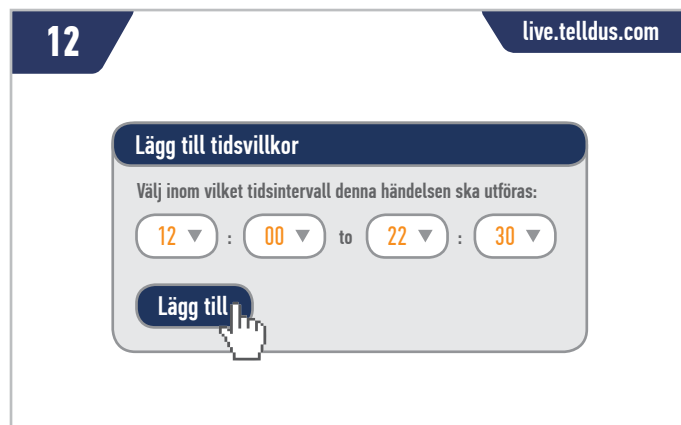 12
live.telldus.com
Lägg till tidsvillkor
Välj inom vilket tidsintervall denna händelsen ska utföras:
12 : 00 to 22 : 30
Lägg till